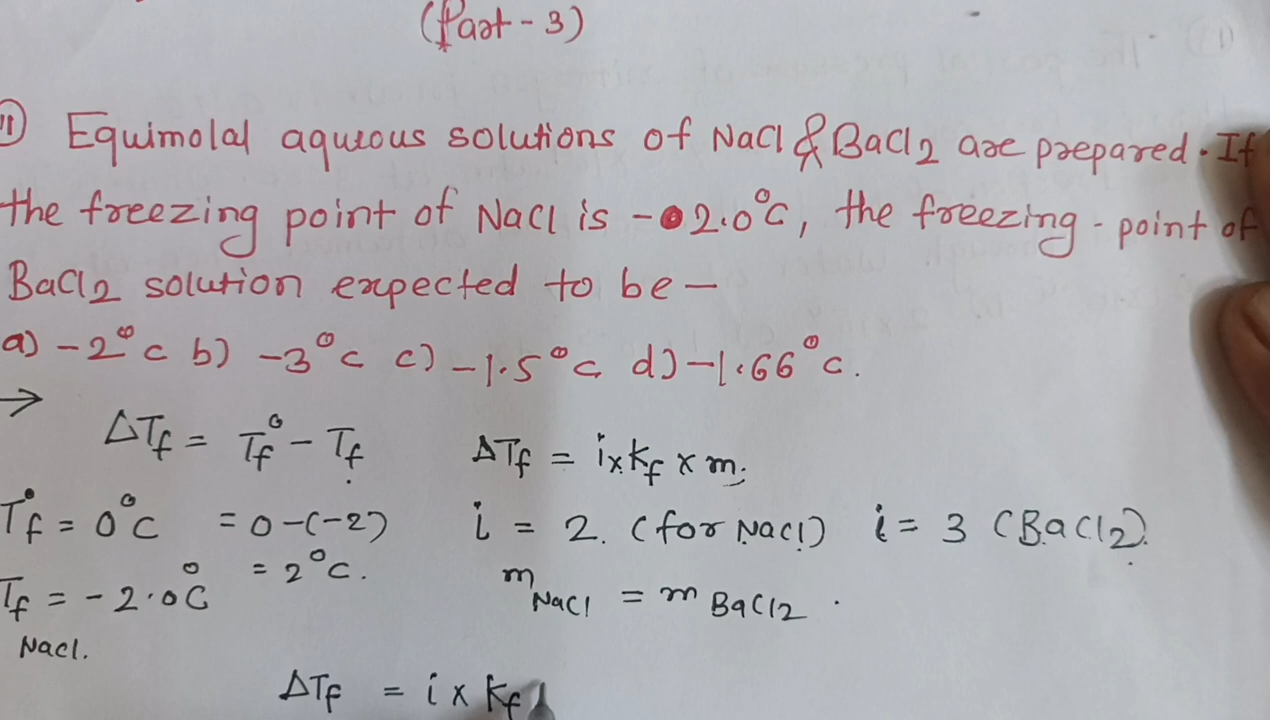 (Part - 3)
11) Equimolal aqueous solutions of NaCl & BaCl2 are prepared. If
the freezing point of NaCl is -2.0°C, the freezing - point of
BaCl2 solution expected to be —
a) -2°C b) -3°C c) -1.5°C d) -1.66°C.
→ ΔTf = Tf° - Tf ΔTf = i x Kf x m.
Tf° = 0°C = 0-(-2) i = 2. (for NaCl) i = 3 (BaCl2).
Tf = -2.0°C = 2°C. m NaCl = m BaCl2 .
NaCl.
ΔTf = i x Kf